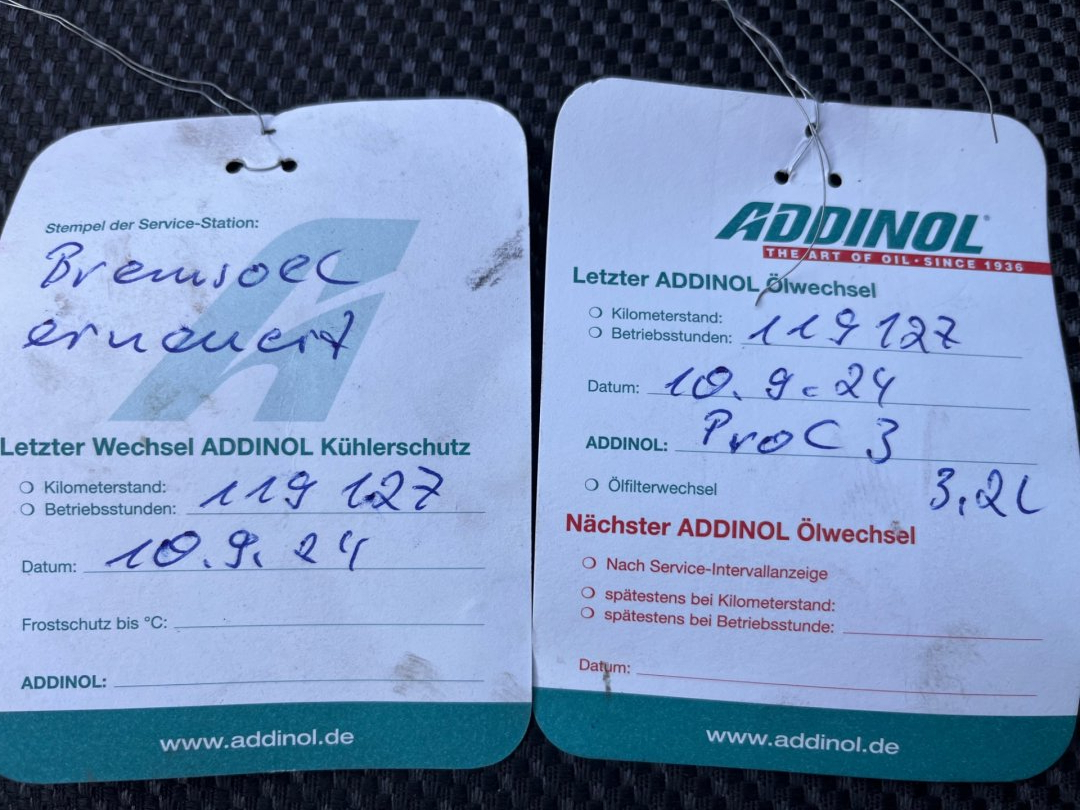 Stempel der Service-Station:
Bremsoel
erneuert
Letzter Wechsel ADDINOL Kühlerschutz
Kilometerstand:
Betriebsstunden: 119 127
Datum: 10.9.24
Frostschutz bis °C:
ADDINOL:
www.addinol.de
ADDINOL®
THE ART OF OIL · SINCE 1936
Letzter ADDINOL Ölwechsel
Kilometerstand:
Betriebsstunden: 119 127
Datum: 10.9.24
ADDINOL: Pro C 3
Ölfilterwechsel 3,2l
Nächster ADDINOL Ölwechsel
Nach Service-Intervallanzeige
spätestens bei Kilometerstand:
spätestens bei Betriebsstunde:
Datum:
www.addinol.de